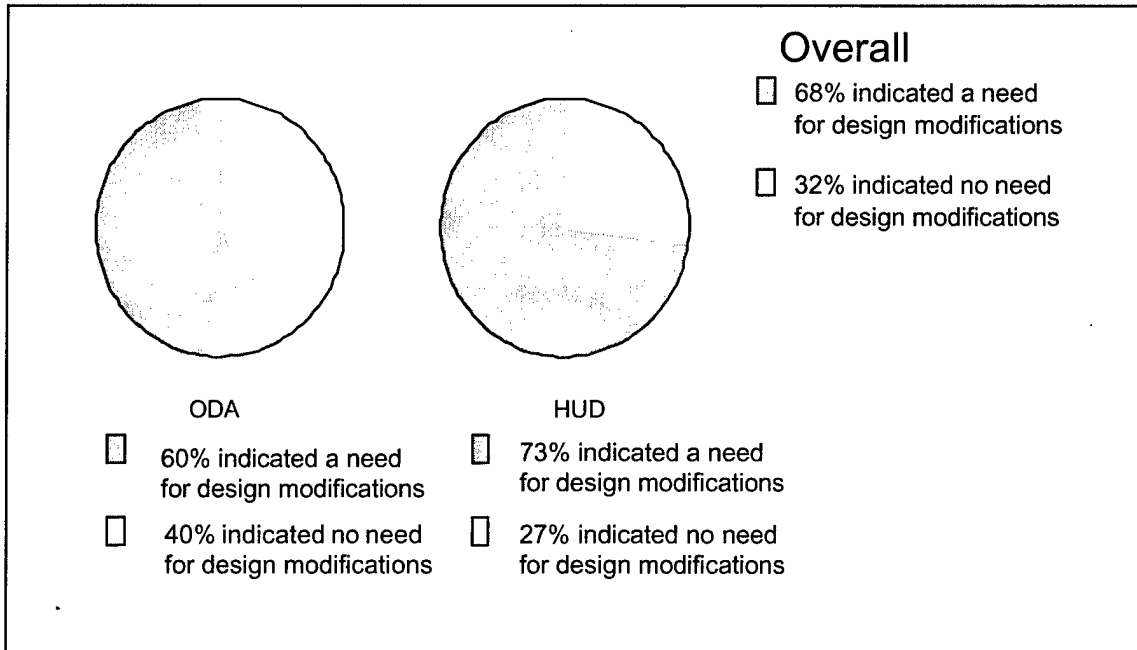 Overall
68% indicated a need
for design modifications
32% indicated no need
for design modifications
ODA
60% indicated a need
for design modifications
40% indicated no need
for design modifications
HUD
73% indicated a need
for design modifications
27% indicated no need
for design modifications